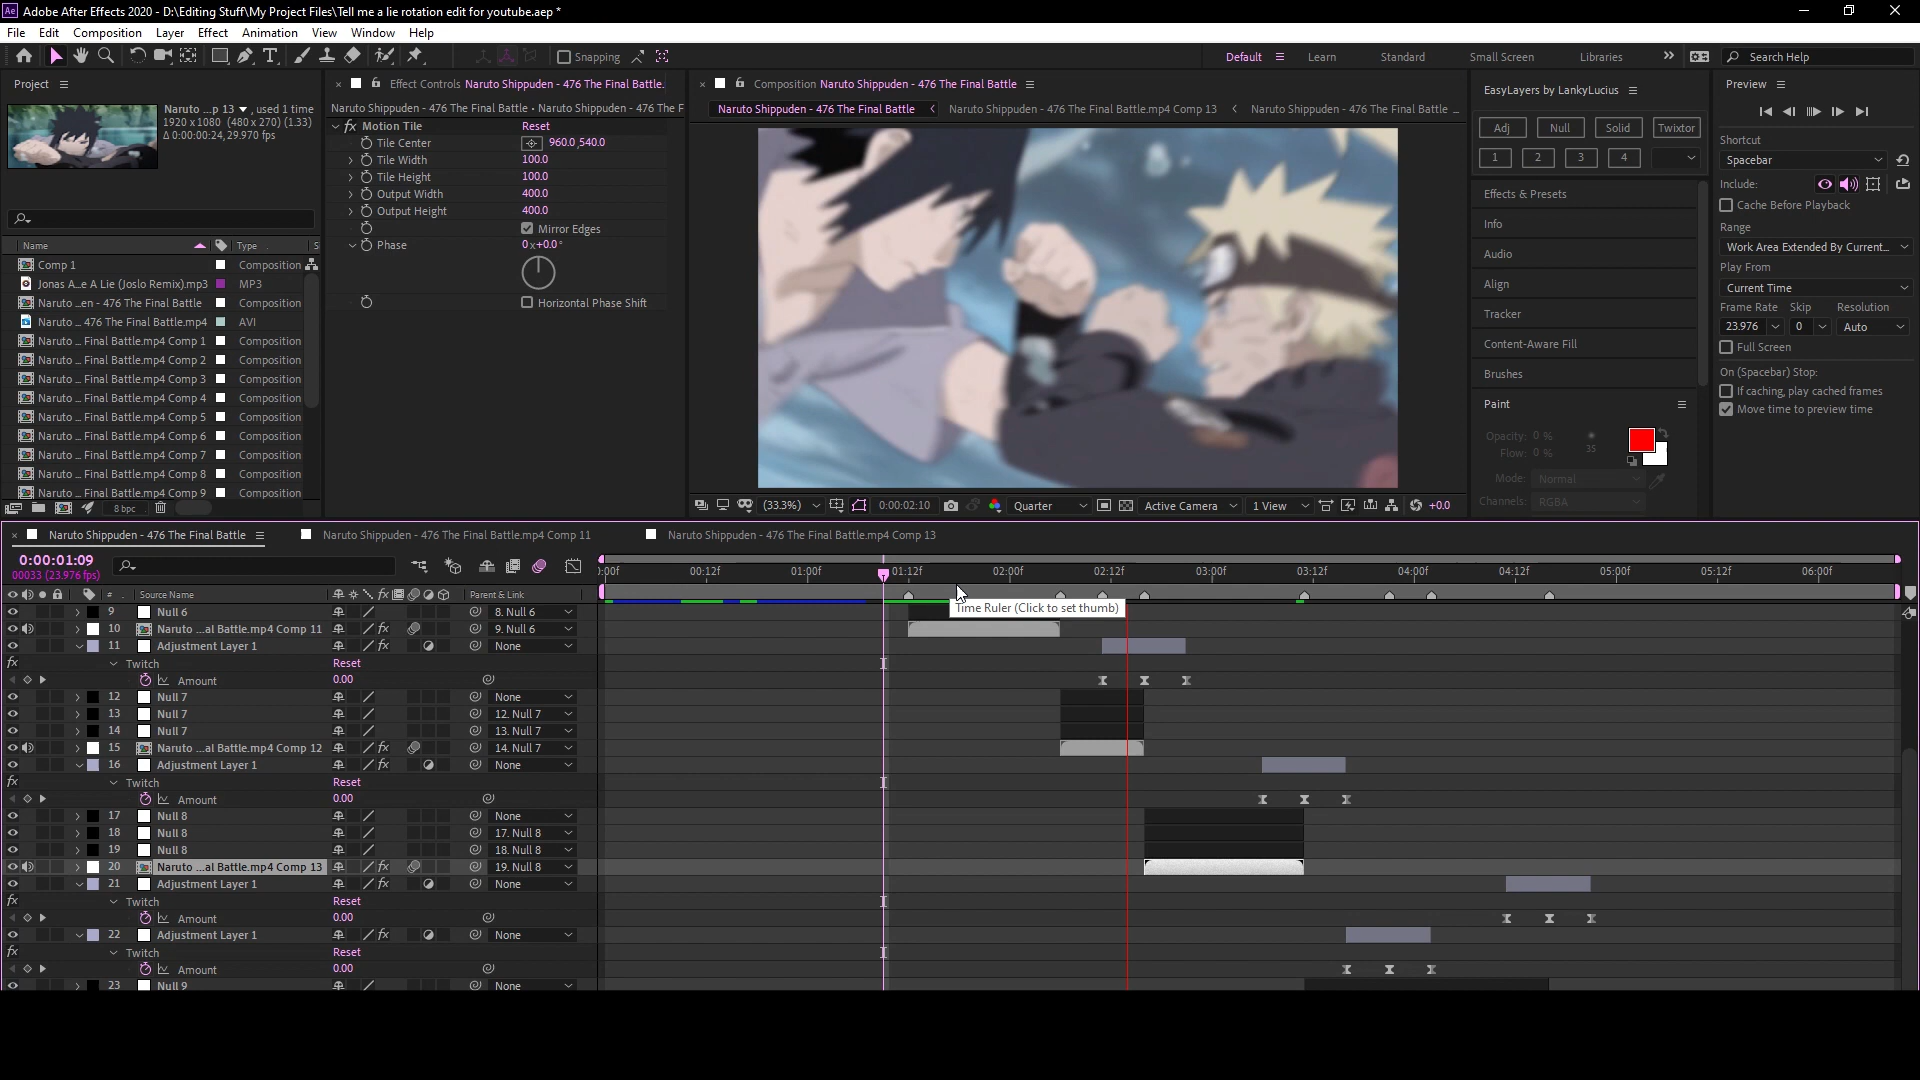 Adobe After Effects 2020 - D:\Editing Stuff\My Project Files\Tell me a lie rotation edit for youtube.aep *
File Edit Composition Layer Effect Animation View Window Help
Snapping Default Learn Standard Small Screen Libraries Search Help
Project
Naruto ...p 13 , used 1 time
1920 x 1080 (480 x 270) (1.33)
Δ 0:00:00:24, 29.970 fps
Name Type S
Comp 1 Composition
Jonas A...e A Lie (Joslo Remix).mp3 MP3
Naruto ...en - 476 The Final Battle Composition
Naruto ... 476 The Final Battle.mp4 AVI
Naruto ... Final Battle.mp4 Comp 1 Composition
Naruto ... Final Battle.mp4 Comp 2 Composition
Naruto ... Final Battle.mp4 Comp 3 Composition
Naruto ... Final Battle.mp4 Comp 4 Composition
Naruto ... Final Battle.mp4 Comp 5 Composition
Naruto ... Final Battle.mp4 Comp 6 Composition
Naruto ... Final Battle.mp4 Comp 7 Composition
Naruto ... Final Battle.mp4 Comp 8 Composition
Naruto ... Final Battle.mp4 Comp 9 Composition
8 bpc
Effect Controls Naruto Shippuden - 476 The Final Battle.
Naruto Shippuden - 476 The Final Battle • Naruto Shippuden - 476 The F
fx Motion Tile Reset
Tile Center 960.0,540.0
Tile Width 100.0
Tile Height 100.0
Output Width 400.0
Output Height 400.0
Mirror Edges
Phase 0x+0.0°
Horizontal Phase Shift
Composition Naruto Shippuden - 476 The Final Battle
Naruto Shippuden - 476 The Final Battle Naruto Shippuden - 476 The Final Battle.mp4 Comp 13 Naruto Shippuden - 476 The Final Battle ...
(33.3%) 0:00:02:10 Quarter Active Camera 1 View +0.0
EasyLayers by LankyLucius
Adj Null Solid Twixtor
1 2 3 4
Effects & Presets
Info
Audio
Align
Tracker
Content-Aware Fill
Brushes
Paint
Opacity: 0 %
Flow: 0 % 35
Mode: Normal
Channels: RGBA
Preview
Shortcut
Spacebar
Include:
Cache Before Playback
Range
Work Area Extended By Current...
Play From
Current Time
Frame Rate Skip Resolution
23.976 0 Auto
Full Screen
On (Spacebar) Stop:
If caching, play cached frames
Move time to preview time
Naruto Shippuden - 476 The Final Battle Naruto Shippuden - 476 The Final Battle.mp4 Comp 11 Naruto Shippuden - 476 The Final Battle.mp4 Comp 13
0:00:01:09
00033 (23.976 fps)
):00f 00:12f 01:00f 01:12f 02:00f 02:12f 03:00f 03:12f 04:00f 04:12f 05:00f 05:12f 06:00f
# Source Name fx Parent & Link
Time Ruler (Click to set thumb)
9 Null 6 8. Null 6
10 Naruto ...al Battle.mp4 Comp 11 fx 9. Null 6
11 Adjustment Layer 1 fx None
fx Twitch Reset
Amount 0.00
12 Null 7 None
13 Null 7 12. Null 7
14 Null 7 13. Null 7
15 Naruto ...al Battle.mp4 Comp 12 fx 14. Null 7
16 Adjustment Layer 1 fx None
fx Twitch Reset
Amount 0.00
17 Null 8 None
18 Null 8 17. Null 8
19 Null 8 18. Null 8
20 Naruto ...al Battle.mp4 Comp 13 fx 19. Null 8
21 Adjustment Layer 1 fx None
fx Twitch Reset
Amount 0.00
22 Adjustment Layer 1 fx None
fx Twitch Reset
Amount 0.00
23 Null 9 None